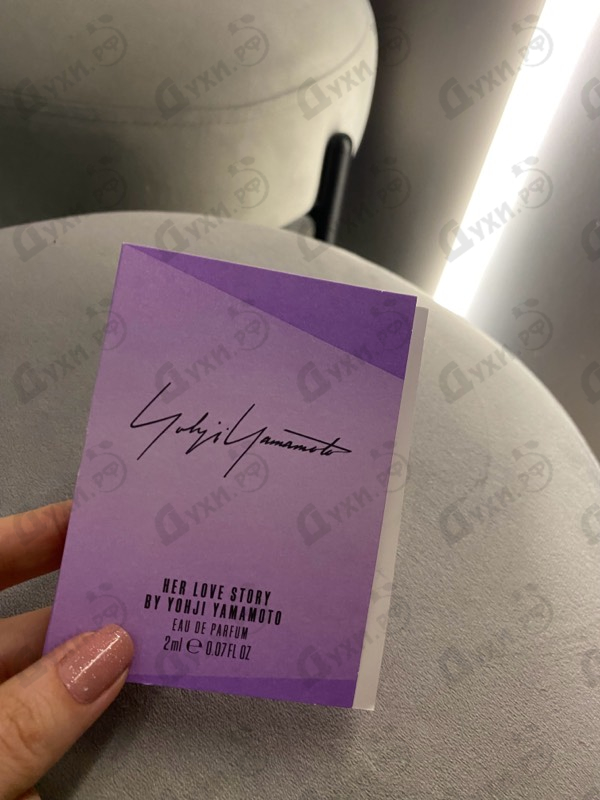 Yohji Yamamoto
HER LOVE STORY
BY YOHJI YAMAMOTO
EAU DE PARFUM
2ml e 0.07FL OZ
Духи.РФ